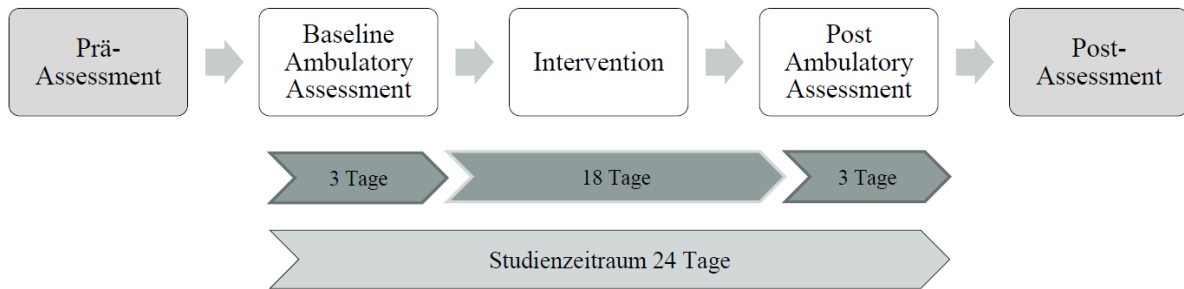 Prä-
Assessment
Baseline
Ambulatory
Assessment
Intervention
Post
Ambulatory
Assessment
Post-
Assessment
3 Tage
18 Tage
3 Tage
Studienzeitraum 24 Tage